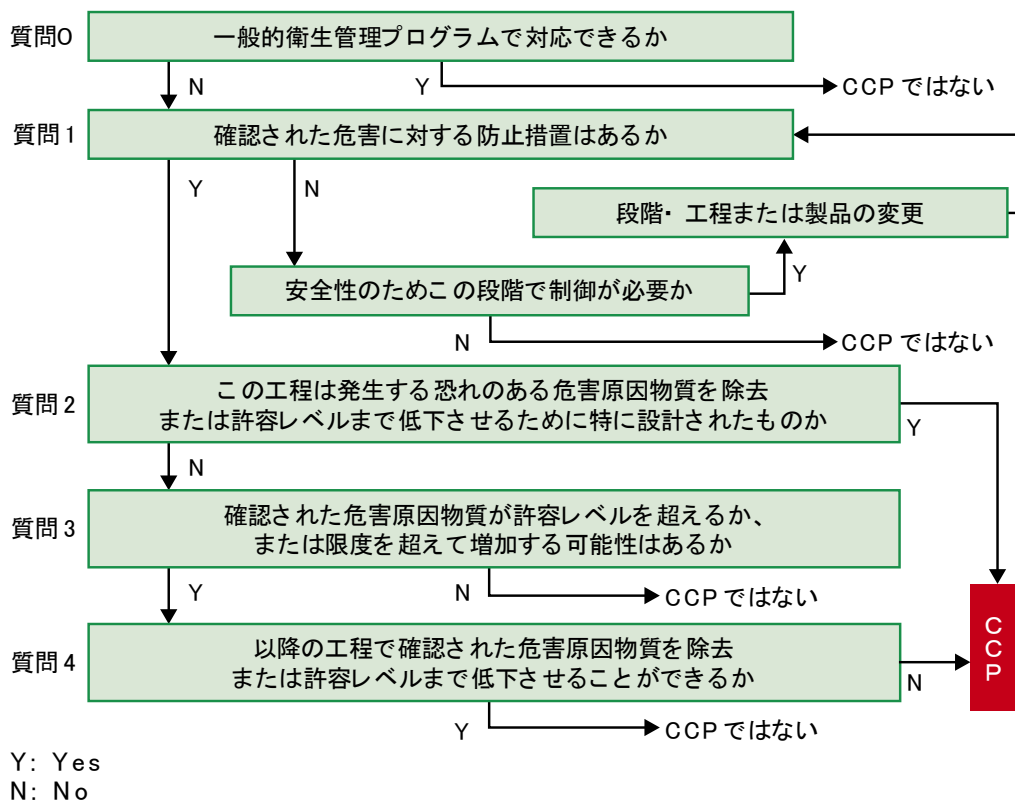 質問0
一般的衛生管理プログラムで対応できるか
N
Y
CCPではない
質問1
確認された危害に対する防止措置はあるか
Y
N
段階・工程または製品の変更
安全性のためこの段階で制御が必要か
Y
N
CCPではない
質問2
この工程は発生する恐れのある危害原因物質を除去
または許容レベルまで低下させるために特に設計されたものか
Y
N
質問3
確認された危害原因物質が許容レベルを超えるか、
または限度を超えて増加する可能性はあるか
Y
N
CCPではない
質問4
以降の工程で確認された危害原因物質を除去
または許容レベルまで低下させることができるか
N
CCP
Y
CCPではない
Y: Yes
N: No